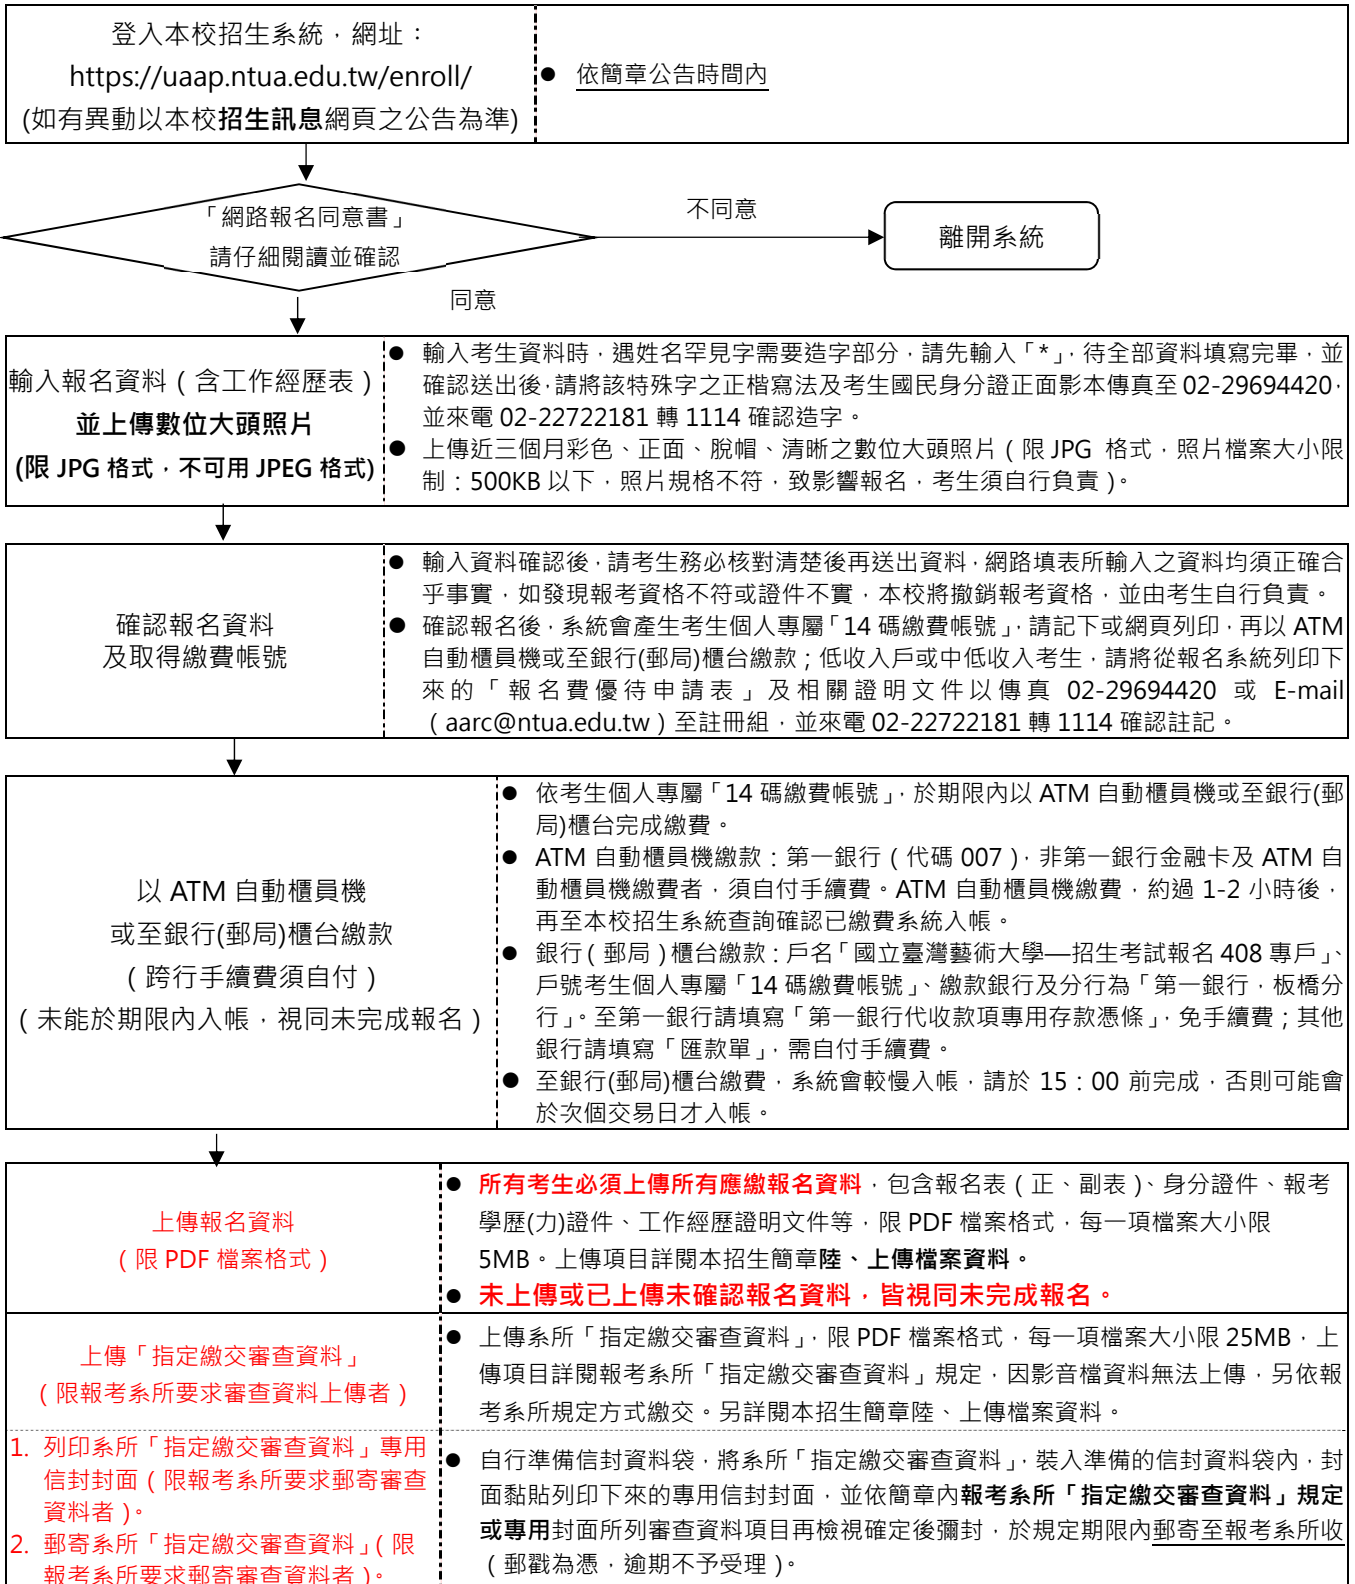 登入本校招生系統，網址：
https://uaap.ntua.edu.tw/enroll/
(如有異動以本校招生訊息網頁之公告為準)
● 依簡章公告時間內
「網路報名同意書」
請仔細閱讀並確認
不同意
離開系統
同意
輸入報名資料（含工作經歷表）
並上傳數位大頭照片
(限 JPG 格式，不可用 JPEG 格式)
● 輸入考生資料時，遇姓名罕見字需要造字部分，請先輸入「*」，待全部資料填寫完畢，並
確認送出後，請將該特殊字之正楷寫法及考生國民身分證正面影本傳真至 02-29694420，
並來電 02-22722181 轉 1114 確認造字。
● 上傳近三個月彩色、正面、脫帽、清晰之數位大頭照片（限 JPG 格式，照片檔案大小限
制：500KB 以下，照片規格不符，致影響報名，考生須自行負責）。
確認報名資料
及取得繳費帳號
● 輸入資料確認後，請考生務必核對清楚後再送出資料，網路填表所輸入之資料均須正確合
乎事實，如發現報考資格不符或證件不實，本校將撤銷報考資格，並由考生自行負責。
● 確認報名後，系統會產生考生個人專屬「14 碼繳費帳號」，請記下或網頁列印，再以 ATM
自動櫃員機或至銀行(郵局)櫃台繳款；低收入戶或中低收入考生，請將從報名系統列印下
來的「報名費優待申請表」及相關證明文件以傳真 02-29694420 或 E-mail
（aarc@ntua.edu.tw）至註冊組，並來電 02-22722181 轉 1114 確認註記。
以 ATM 自動櫃員機
或至銀行(郵局)櫃台繳款
（跨行手續費須自付）
（未能於期限內入帳，視同未完成報名）
● 依考生個人專屬「14 碼繳費帳號」，於期限內以 ATM 自動櫃員機或至銀行(郵
局)櫃台完成繳費。
● ATM 自動櫃員機繳款：第一銀行（代碼 007），非第一銀行金融卡及 ATM 自
動櫃員機繳費者，須自付手續費。ATM 自動櫃員機繳費，約過 1-2 小時後，
再至本校招生系統查詢確認已繳費系統入帳。
● 銀行（郵局）櫃台繳款：戶名「國立臺灣藝術大學—招生考試報名 408 專戶」、
戶號考生個人專屬「14 碼繳費帳號」、繳款銀行及分行為「第一銀行，板橋分
行」。至第一銀行請填寫「第一銀行代收款項專用存款憑條」，免手續費；其他
銀行請填寫「匯款單」，需自付手續費。
● 至銀行(郵局)櫃台繳費，系統會較慢入帳，請於 15：00 前完成，否則可能會
於次個交易日才入帳。
上傳報名資料
（限 PDF 檔案格式）
● 所有考生必須上傳所有應繳報名資料，包含報名表（正、副表）、身分證件、報考
學歷(力)證件、工作經歷證明文件等，限 PDF 檔案格式，每一項檔案大小限
5MB。上傳項目詳閱本招生簡章陸、上傳檔案資料。
● 未上傳或已上傳未確認報名資料，皆視同未完成報名。
上傳「指定繳交審查資料」
（限報考系所要求審查資料上傳者）
● 上傳系所「指定繳交審查資料」，限 PDF 檔案格式，每一項檔案大小限 25MB，上
傳項目詳閱報考系所「指定繳交審查資料」規定，因影音檔資料無法上傳，另依報
考系所規定方式繳交。另詳閱本招生簡章陸、上傳檔案資料。
1. 列印系所「指定繳交審查資料」專用
信封封面（限報考系所要求郵寄審查
資料者）。
2. 郵寄系所「指定繳交審查資料」（限
報考系所要求郵寄審查資料者）。
● 自行準備信封資料袋，將系所「指定繳交審查資料」，裝入準備的信封資料袋內，封
面黏貼列印下來的專用信封封面，並依簡章內報考系所「指定繳交審查資料」規定
或專用封面所列審查資料項目再檢視確定後彌封，於規定期限內郵寄至報考系所收
（郵戳為憑，逾期不予受理）。